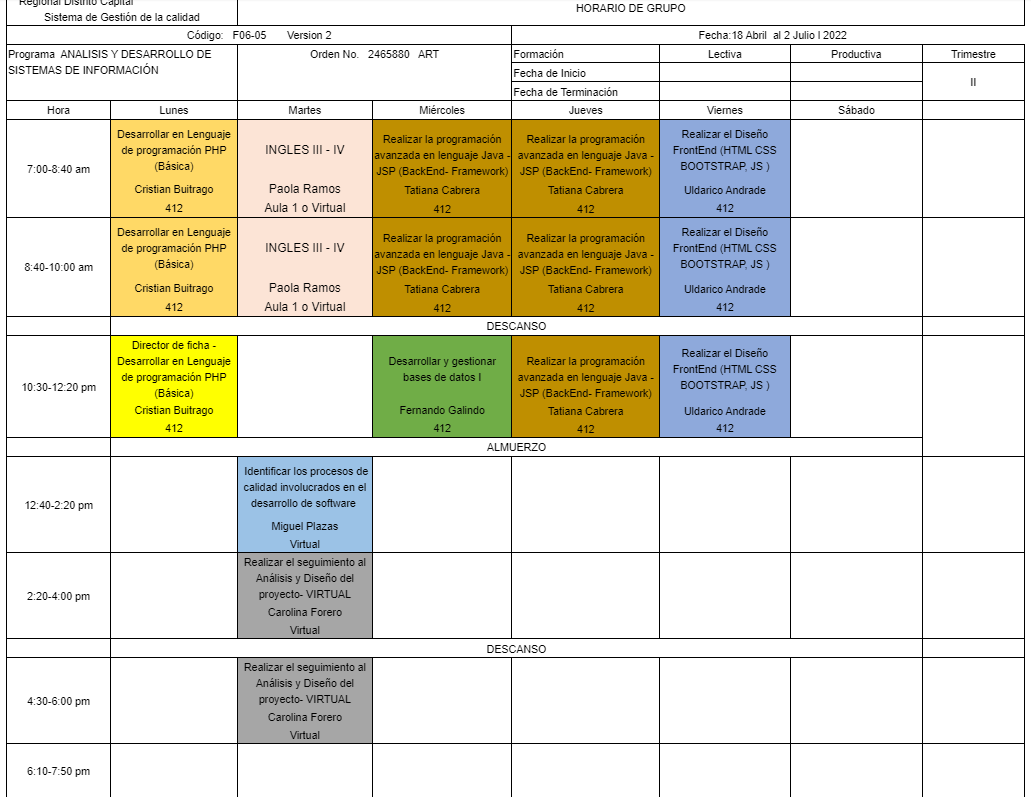 Regional Distrito Capital
Sistema de Gestión de la calidad
HORARIO DE GRUPO
Código: F06-05 Version 2
Fecha:18 Abril al 2 Julio I 2022
Programa ANALISIS Y DESARROLLO DE
SISTEMAS DE INFORMACIÓN
Orden No. 2465880 ART
Formación
Lectiva
Productiva
Trimestre
Fecha de Inicio
Fecha de Terminación
II
Hora
Lunes
Martes
Miércoles
Jueves
Viernes
Sábado
7:00-8:40 am
Desarrollar en Lenguaje
de programación PHP
(Básica)
Cristian Buitrago
412
INGLES III - IV
Paola Ramos
Aula 1 o Virtual
Realizar la programación
avanzada en lenguaje Java -
JSP (BackEnd- Framework)
Tatiana Cabrera
412
Realizar la programación
avanzada en lenguaje Java -
JSP (BackEnd- Framework)
Tatiana Cabrera
412
Realizar el Diseño
FrontEnd (HTML CSS
BOOTSTRAP, JS )
Uldarico Andrade
412
8:40-10:00 am
Desarrollar en Lenguaje
de programación PHP
(Básica)
Cristian Buitrago
412
INGLES III - IV
Paola Ramos
Aula 1 o Virtual
Realizar la programación
avanzada en lenguaje Java -
JSP (BackEnd- Framework)
Tatiana Cabrera
412
Realizar la programación
avanzada en lenguaje Java -
JSP (BackEnd- Framework)
Tatiana Cabrera
412
Realizar el Diseño
FrontEnd (HTML CSS
BOOTSTRAP, JS )
Uldarico Andrade
412
DESCANSO
10:30-12:20 pm
Director de ficha -
Desarrollar en Lenguaje
de programación PHP
(Básica)
Cristian Buitrago
412
Desarrollar y gestionar
bases de datos I
Fernando Galindo
412
Realizar la programación
avanzada en lenguaje Java -
JSP (BackEnd- Framework)
Tatiana Cabrera
412
Realizar el Diseño
FrontEnd (HTML CSS
BOOTSTRAP, JS )
Uldarico Andrade
412
ALMUERZO
12:40-2:20 pm
Identificar los procesos de
calidad involucrados en el
desarrollo de software
Miguel Plazas
Virtual
2:20-4:00 pm
Realizar el seguimiento al
Análisis y Diseño del
proyecto- VIRTUAL
Carolina Forero
Virtual
DESCANSO
4:30-6:00 pm
Realizar el seguimiento al
Análisis y Diseño del
proyecto- VIRTUAL
Carolina Forero
Virtual
6:10-7:50 pm